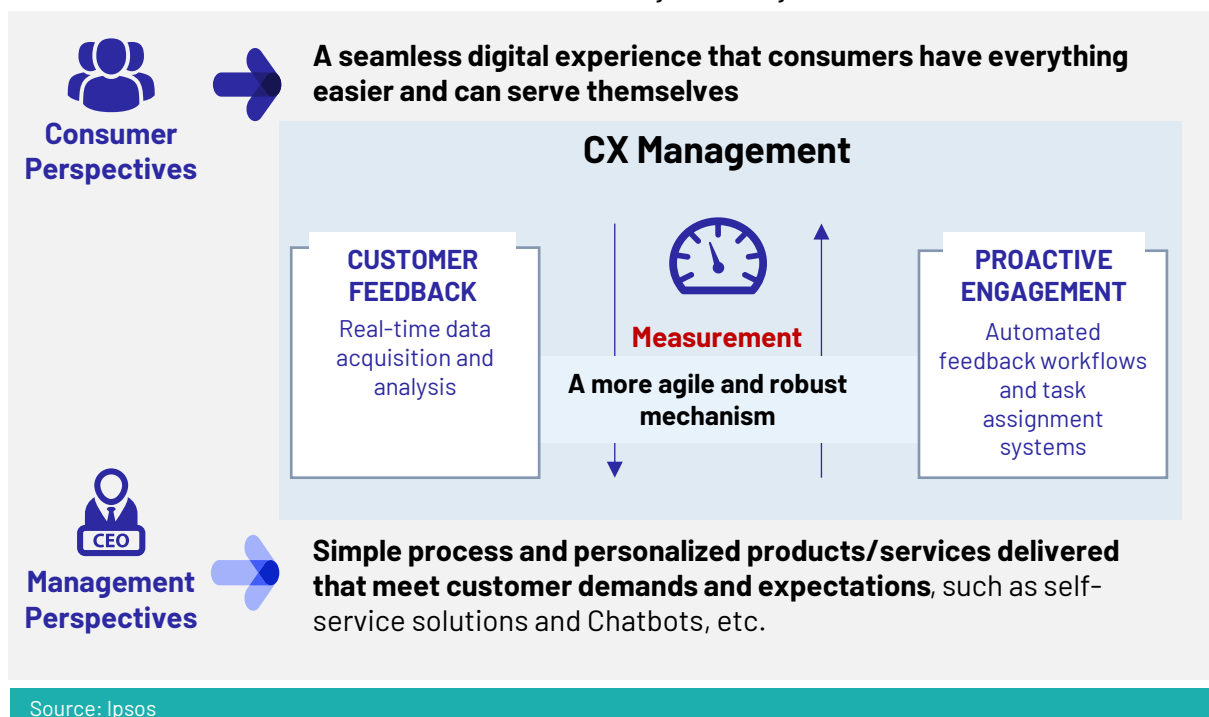 A seamless digital experience that consumers have everything
easier and can serve themselves
Consumer
Perspectives
CX Management
CUSTOMER
FEEDBACK
Real-time data
acquisition and
analysis
Measurement
A more agile and robust
mechanism
PROACTIVE
ENGAGEMENT
Automated
feedback workflows
and task
assignment
systems
CEO
Management
Perspectives
Simple process and personalized products/services delivered
that meet customer demands and expectations, such as self-
service solutions and Chatbots, etc.
Source: Ipsos